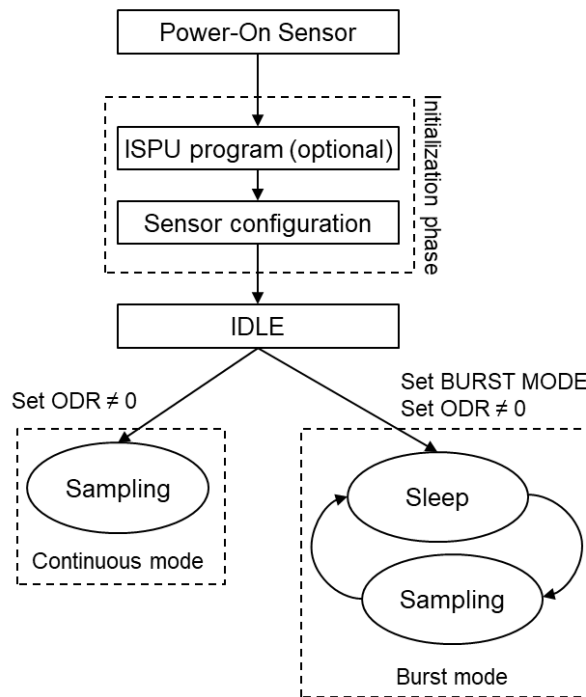 Power-On Sensor
Initialization phase
ISPU program (optional)
Sensor configuration
IDLE
Set ODR ≠ 0
Set BURST MODE
Set ODR ≠ 0
Sampling
Continuous mode
Sleep
Sampling
Burst mode